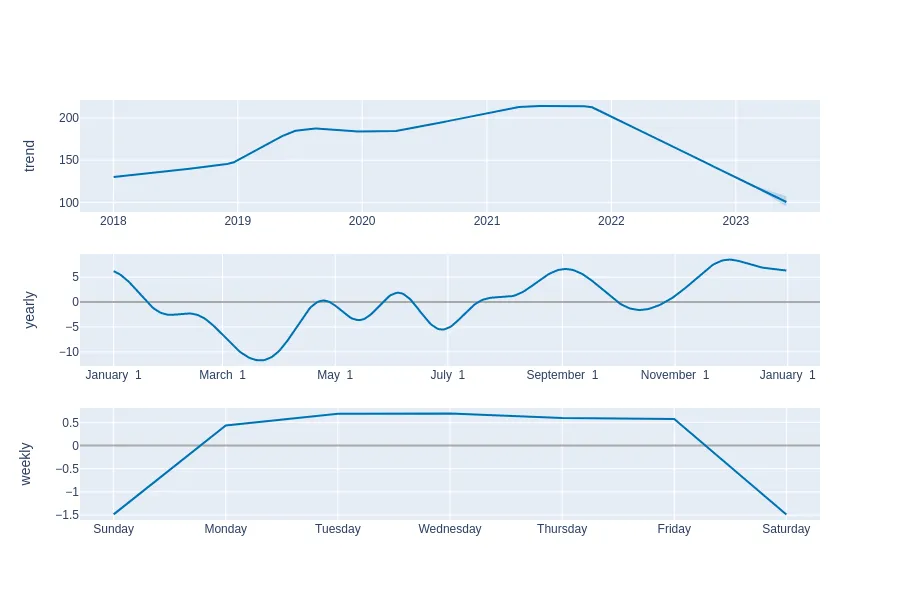 trend
200
150
100
2018 2019 2020 2021 2022 2023
yearly
5
0
−5
−10
January 1 March 1 May 1 July 1 September 1 November 1 January 1
weekly
0.5
0
−0.5
−1
−1.5
Sunday Monday Tuesday Wednesday Thursday Friday Saturday